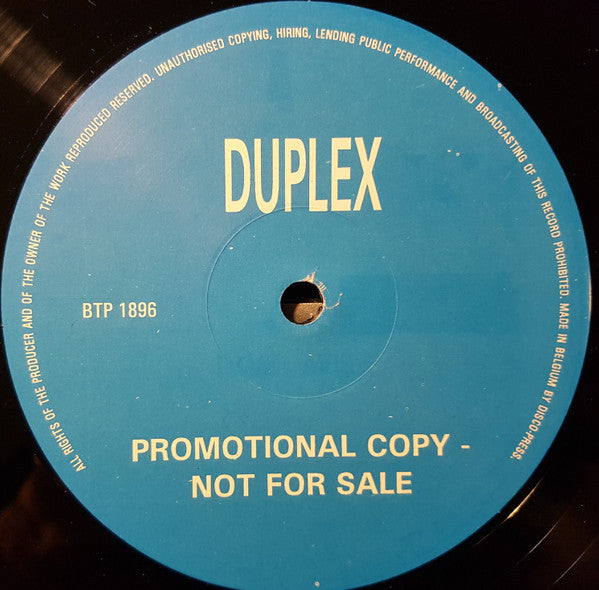 ALL RIGHTS OF THE PRODUCER AND OF THE OWNER OF THE WORK REPRODUCED RESERVED. UNAUTHORISED COPYING, HIRING, LENDING PUBLIC PERFORMANCE AND BROADCASTING OF THIS RECORD PROHIBITED. MADE IN BELGIUM BY DISCO-PRESS.
DUPLEX
BTP 1896
PROMOTIONAL COPY -
NOT FOR SALE